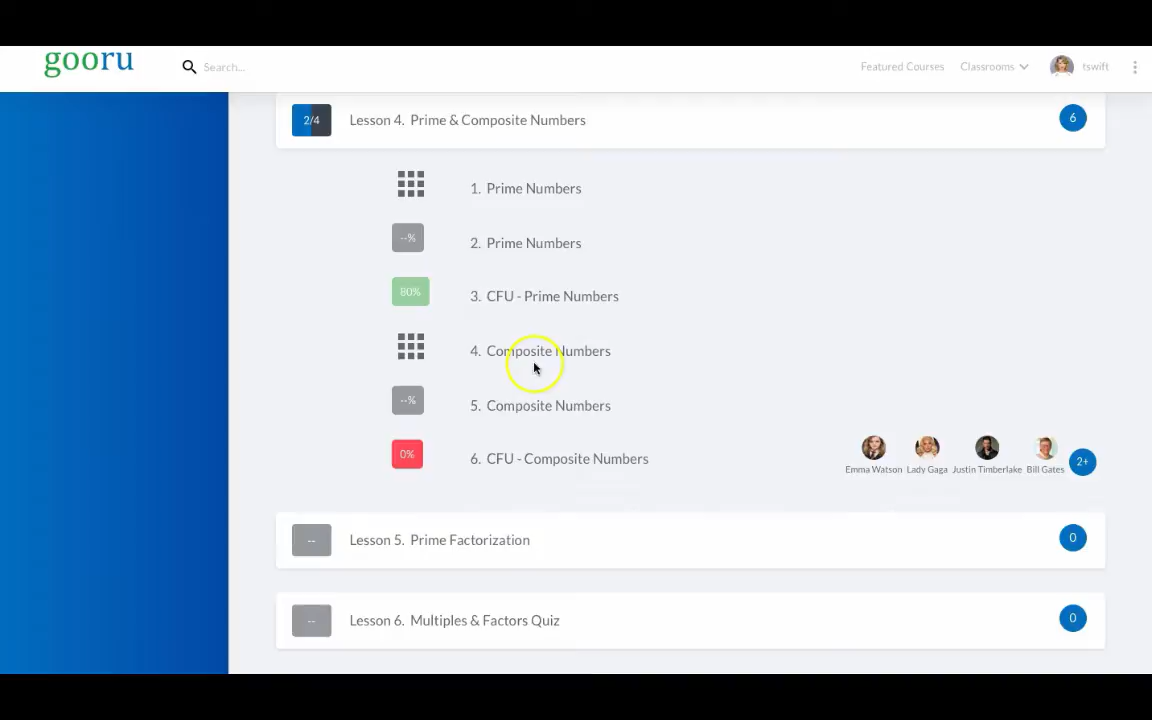 gooru
Search...
Featured Courses
Classrooms
tswift
2/4
Lesson 4. Prime & Composite Numbers
6
1. Prime Numbers
--%
2. Prime Numbers
80%
3. CFU - Prime Numbers
4. Composite Numbers
--%
5. Composite Numbers
0%
6. CFU - Composite Numbers
Emma Watson
Lady Gaga
Justin Timberlake
Bill Gates
2+
--
Lesson 5. Prime Factorization
0
--
Lesson 6. Multiples & Factors Quiz
0